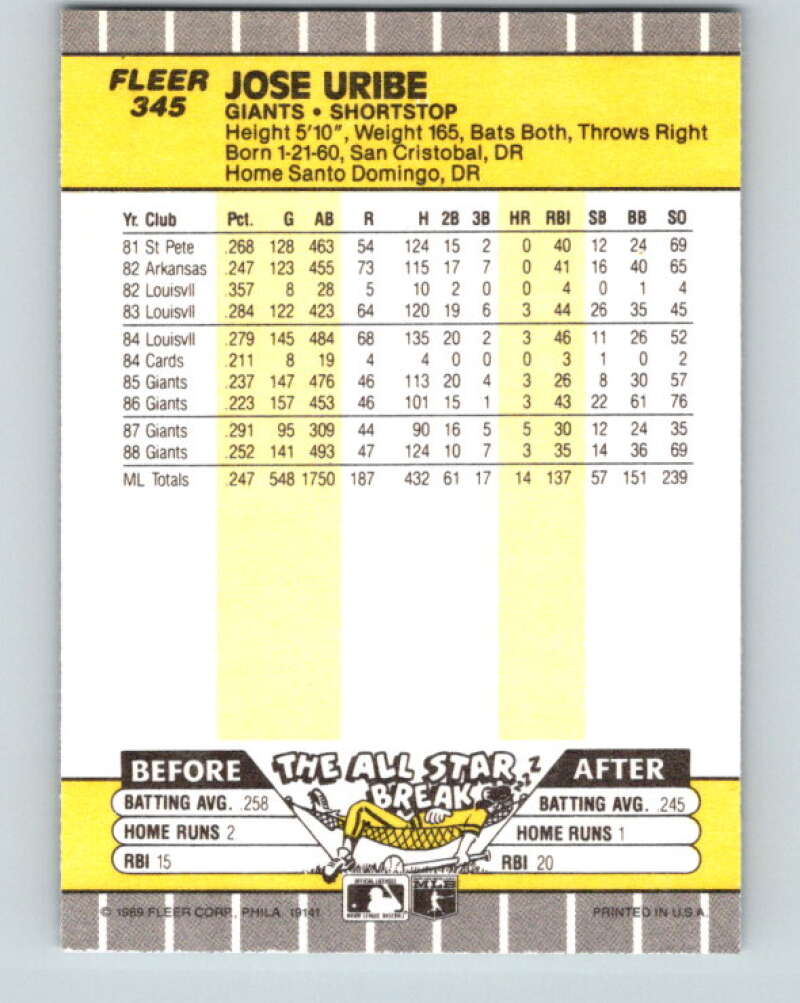 FLEER
345
JOSE URIBE
GIANTS • SHORTSTOP
Height 5'10", Weight 165, Bats Both, Throws Right
Born 1-21-60, San Cristobal, DR
Home Santo Domingo, DR
Yr. Club Pct. G AB R H 2B 3B HR RBI SB BB SO
81 St Pete .268 128 463 54 124 15 2 0 40 12 24 69
82 Arkansas .247 123 455 73 115 17 7 0 41 16 40 65
82 Louisvll .357 8 28 5 10 2 0 0 4 0 1 4
83 Louisvll .284 122 423 64 120 19 6 3 44 26 35 45
84 Louisvll .279 145 484 68 135 20 2 3 46 11 26 52
84 Cards .211 8 19 4 4 0 0 0 3 1 0 2
85 Giants .237 147 476 46 113 20 4 3 26 8 30 57
86 Giants .223 157 453 46 101 15 1 3 43 22 61 76
87 Giants .291 95 309 44 90 16 5 5 30 12 24 35
88 Giants .252 141 493 47 124 10 7 3 35 14 36 69
ML Totals .247 548 1750 187 432 61 17 14 137 57 151 239
BEFORE THE ALL STAR BREAK ZZZ AFTER
BATTING AVG. .258 BATTING AVG. .245
HOME RUNS 2 HOME RUNS 1
RBI 15 RBI 20
OFFICIAL LICENSEE
MAJOR LEAGUE BASEBALL
© 1989 FLEER CORP., PHILA. 19141 PRINTED IN U.S.A.